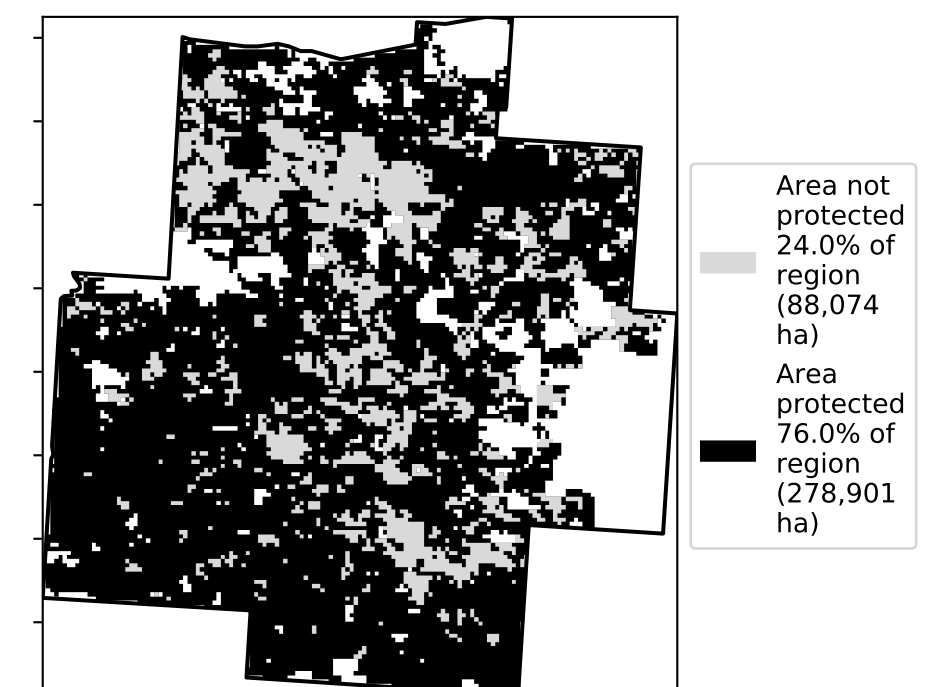 Area not
protected
24.0% of
region
(88,074
ha)
Area
protected
76.0% of
region
(278,901
ha)